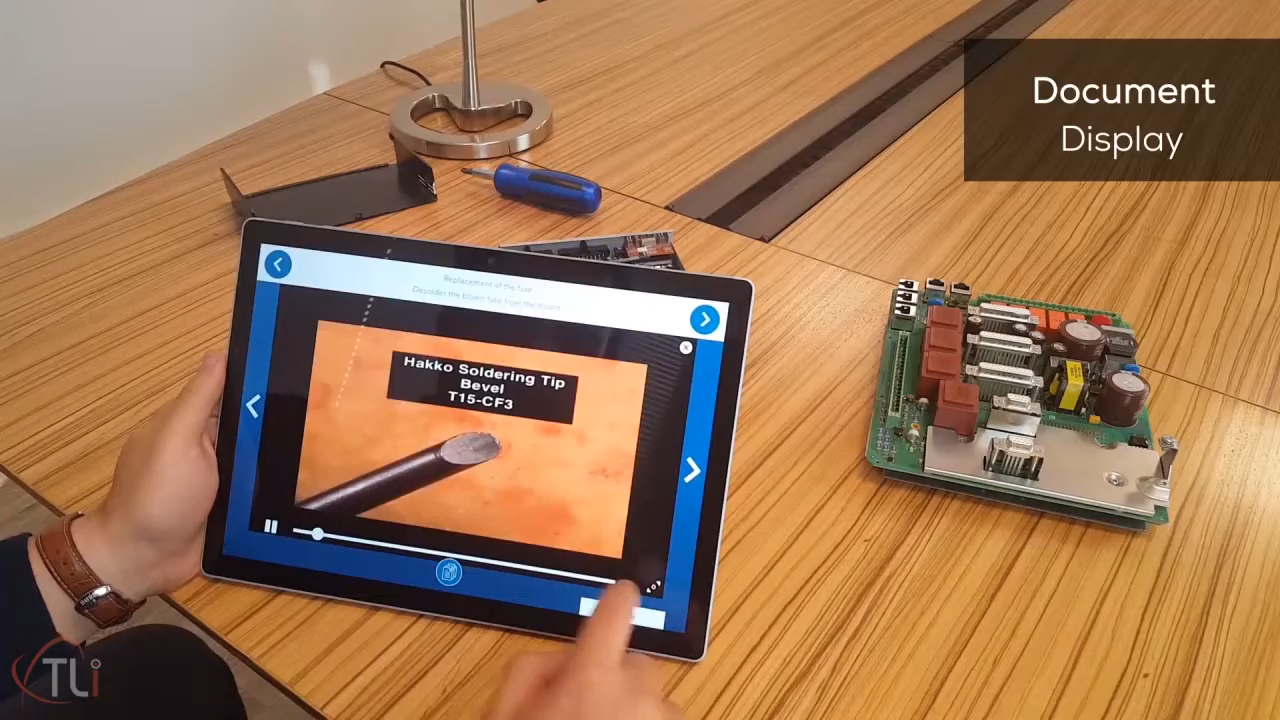 Document
Display
Replacement of the fuse
Desolder the blown fuse from the board
Hakko Soldering Tip
Bevel
T15-CF3
TLi